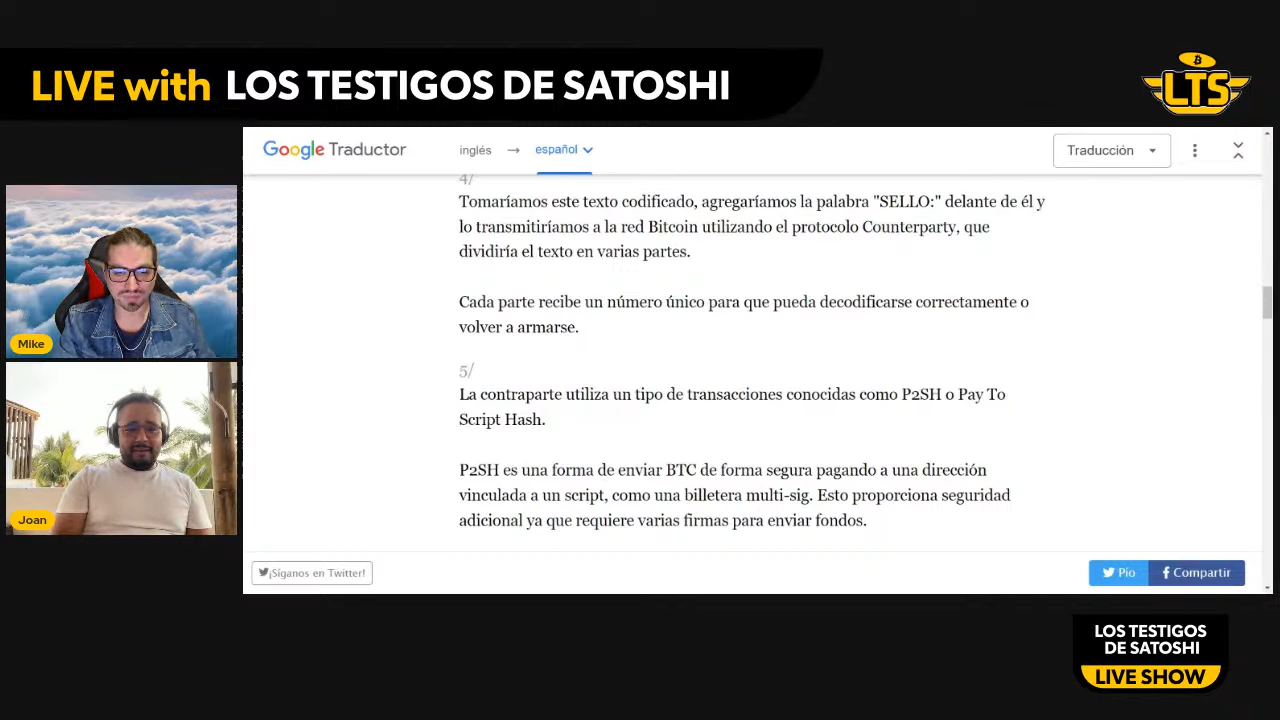 LIVE with LOS TESTIGOS DE SATOSHI
LTS
Google Traductor
inglés → español
Traducción
4/
Tomaríamos este texto codificado, agregaríamos la palabra "SELLO:" delante de él y
lo transmitiríamos a la red Bitcoin utilizando el protocolo Counterparty, que
dividiría el texto en varias partes.
Cada parte recibe un número único para que pueda decodificarse correctamente o
volver a armarse.
5/
La contraparte utiliza un tipo de transacciones conocidas como P2SH o Pay To
Script Hash.
P2SH es una forma de enviar BTC de forma segura pagando a una dirección
vinculada a un script, como una billetera multi-sig. Esto proporciona seguridad
adicional ya que requiere varias firmas para enviar fondos.
¡Síganos en Twitter!
Pío
Compartir
Mike
Joan
LOS TESTIGOS
DE SATOSHI
LIVE SHOW